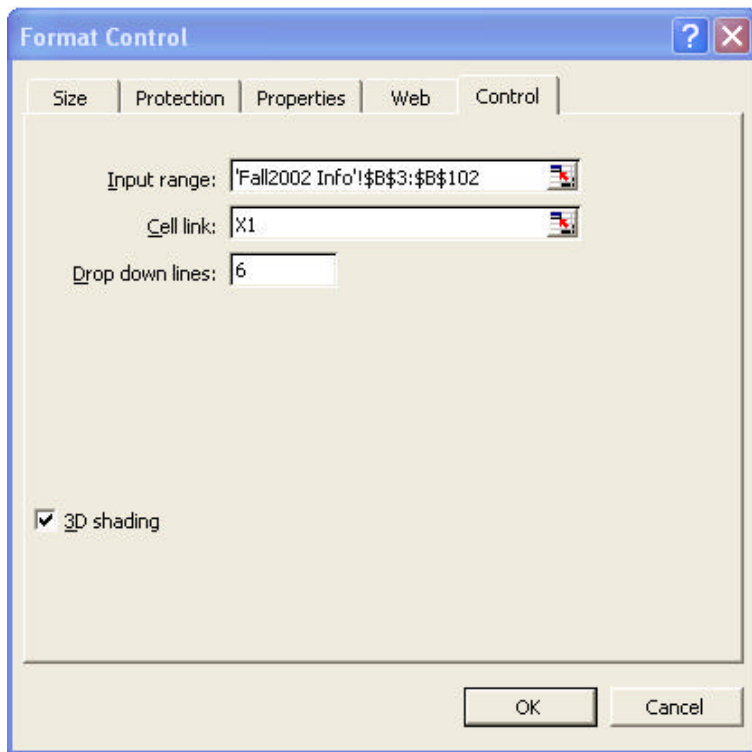 Format Control
Size Protection Properties Web Control
Input range: 'Fall2002 Info'!$B$3:$B$102
Cell link: X1
Drop down lines: 6
3D shading
OK Cancel